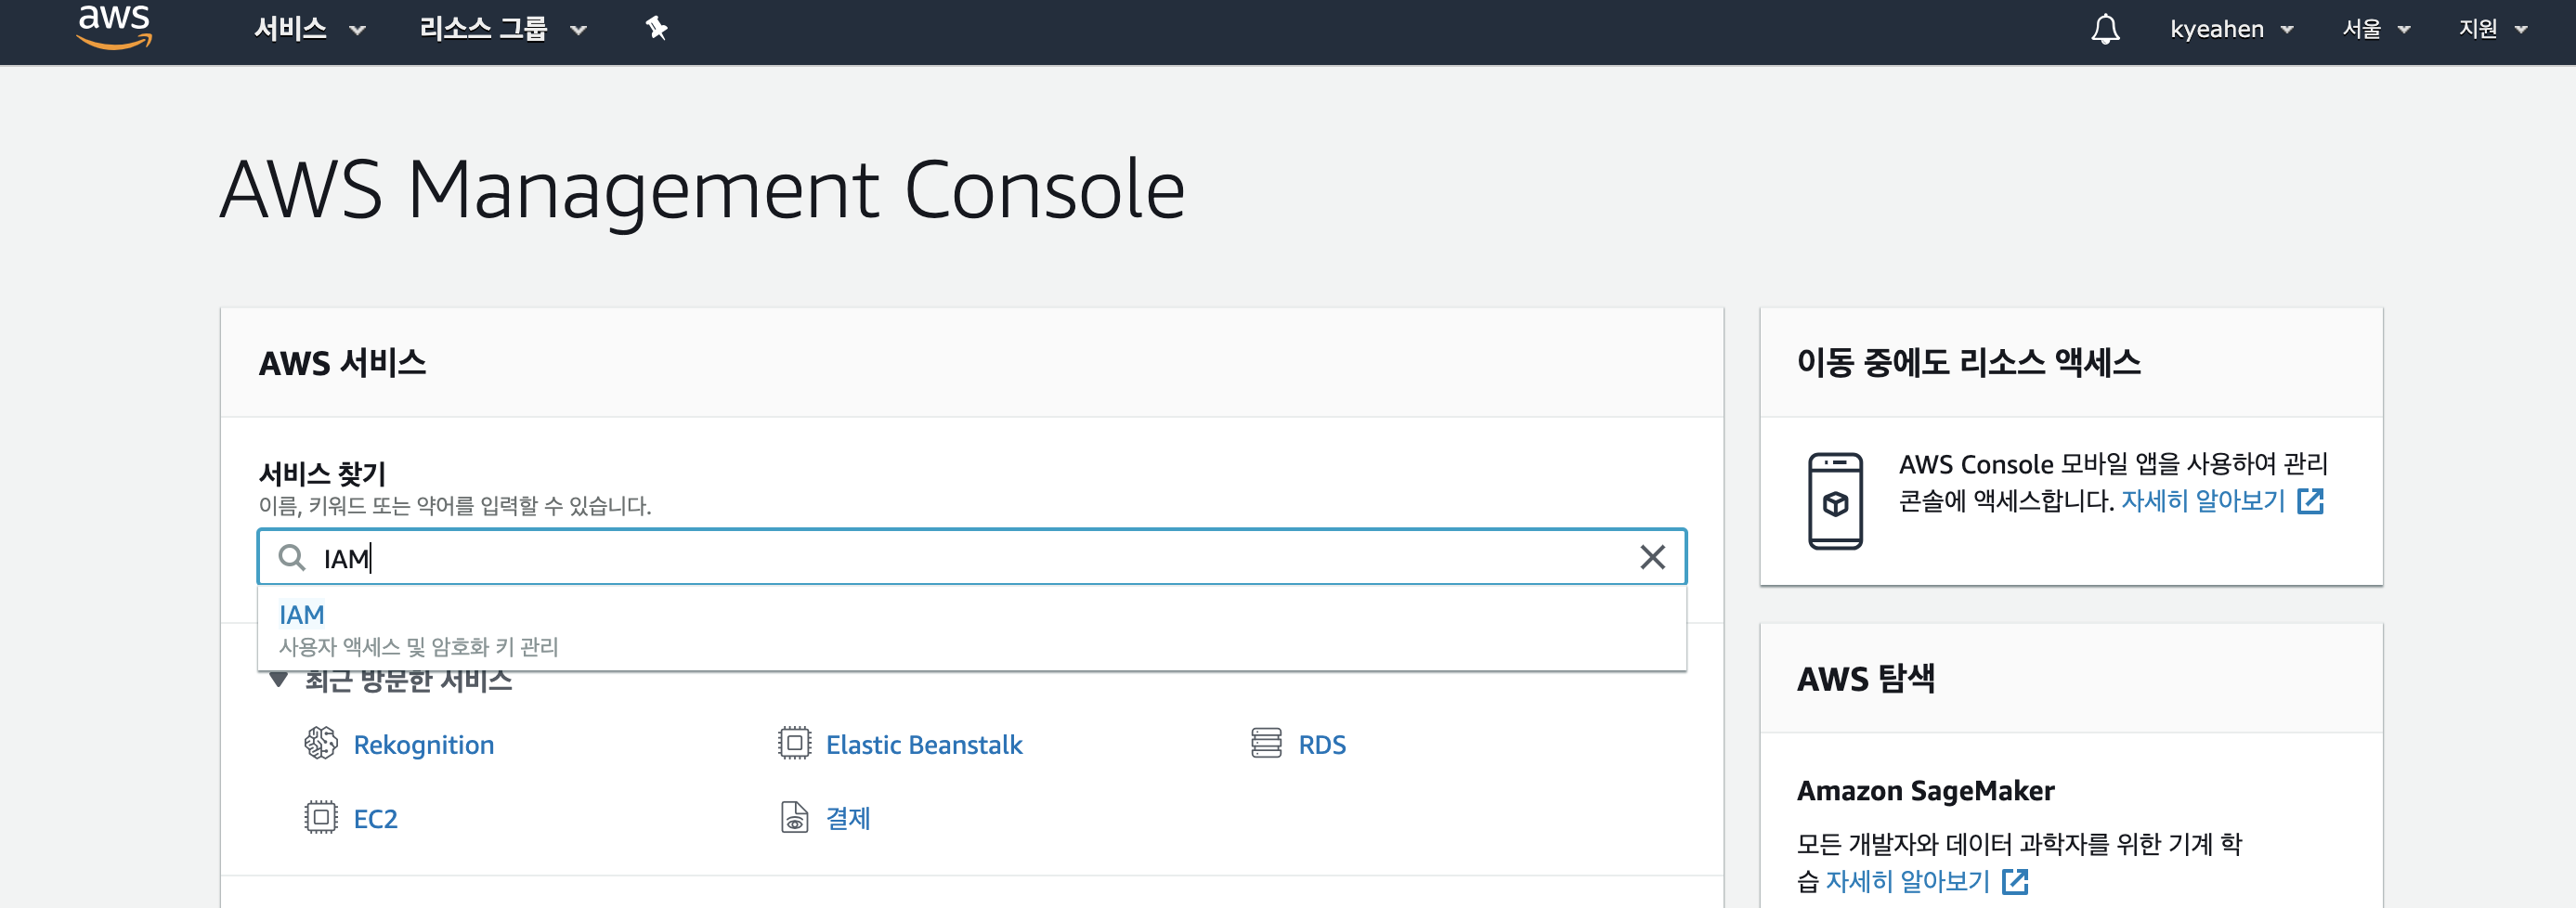 aws
서비스
리소스 그룹
kyeahen
서울
지원
AWS Management Console
AWS 서비스
서비스 찾기
이름, 키워드 또는 약어를 입력할 수 있습니다.
IAM
IAM
사용자 액세스 및 암호화 키 관리
최근 방문한 서비스
Rekognition
Elastic Beanstalk
RDS
EC2
결제
이동 중에도 리소스 액세스
AWS Console 모바일 앱을 사용하여 관리
콘솔에 액세스합니다. 자세히 알아보기
AWS 탐색
Amazon SageMaker
모든 개발자와 데이터 과학자를 위한 기계 학
습 자세히 알아보기